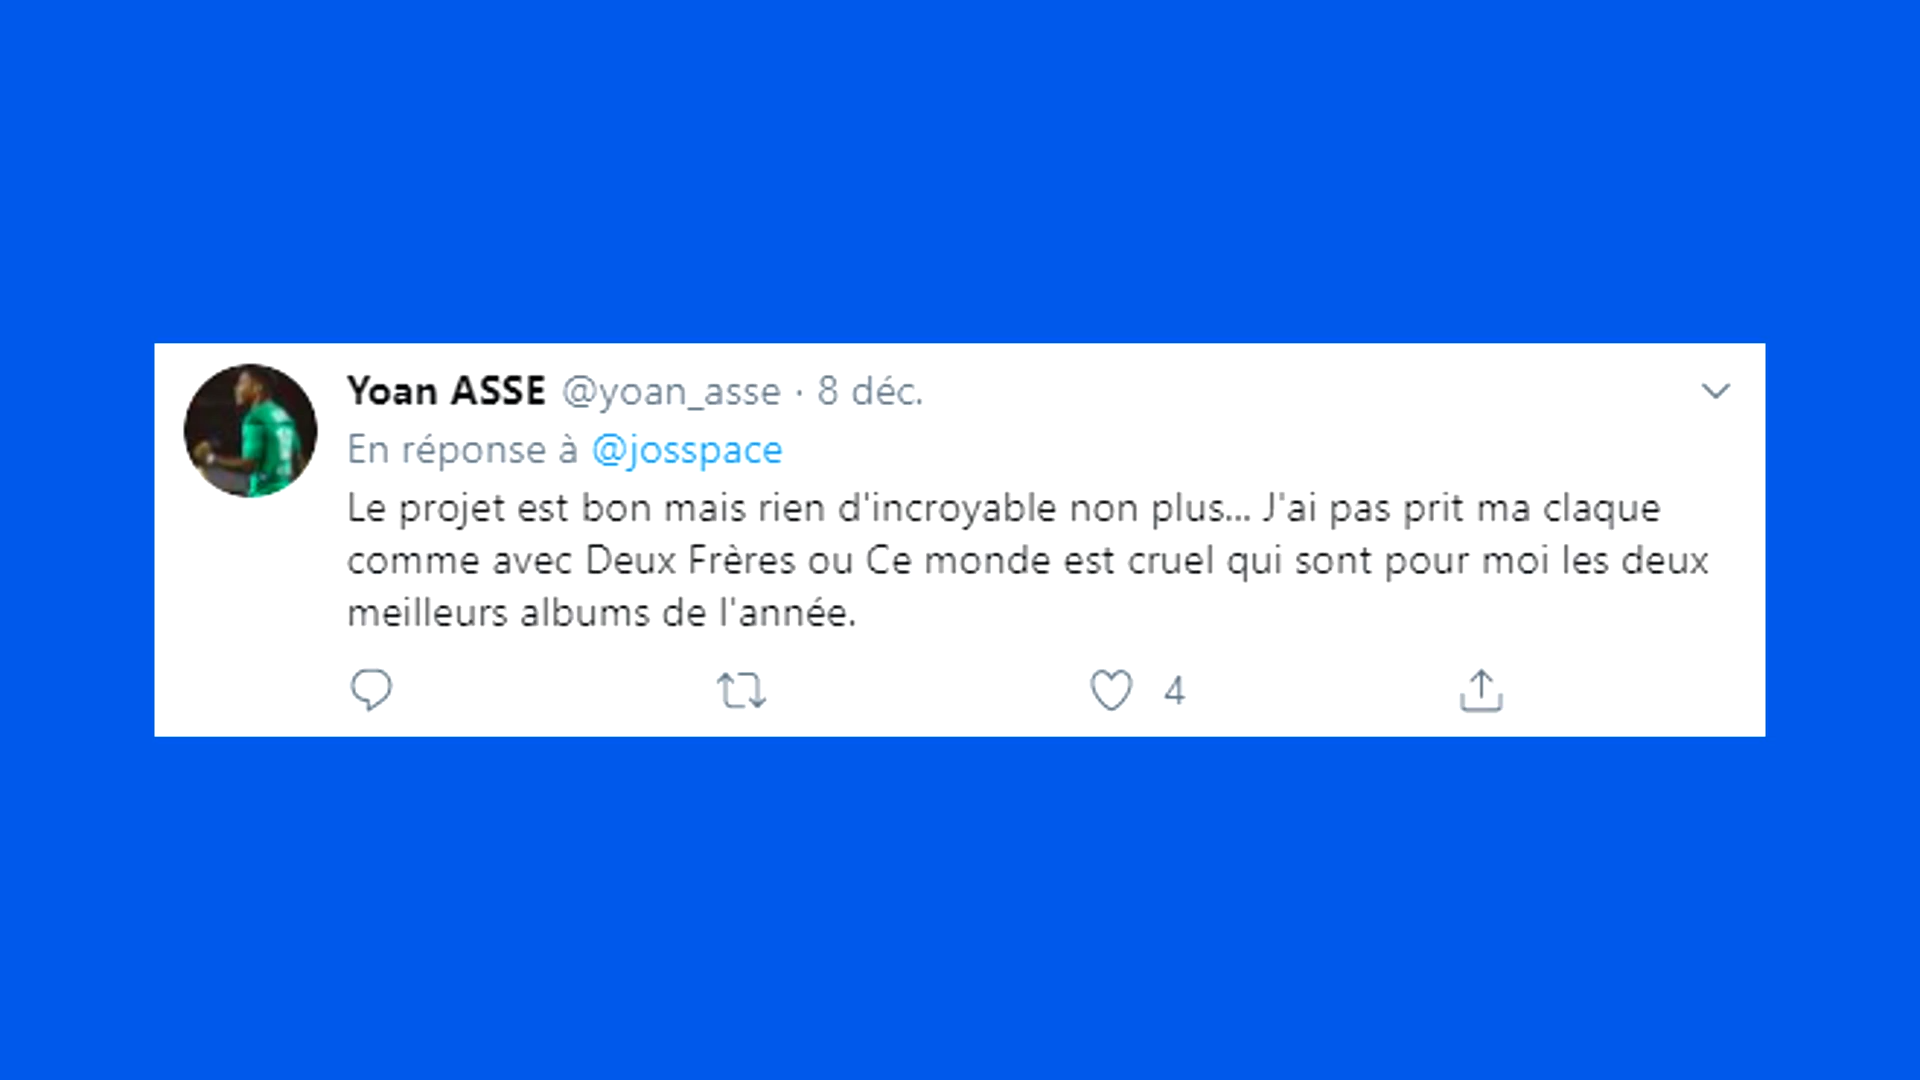 Yoan ASSE @yoan_asse · 8 déc.
En réponse à @josspace
Le projet est bon mais rien d'incroyable non plus... J'ai pas prit ma claque
comme avec Deux Frères ou Ce monde est cruel qui sont pour moi les deux
meilleurs albums de l'année.
4